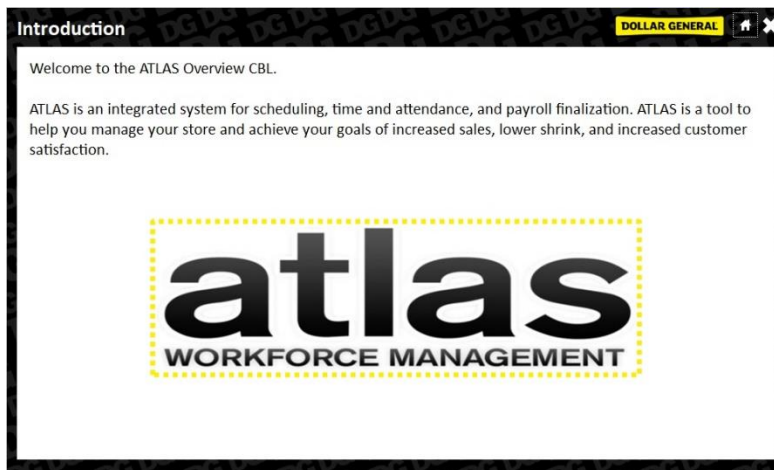 Introduction
DOLLAR GENERAL
Welcome to the ATLAS Overview CBL.
ATLAS is an integrated system for scheduling, time and attendance, and payroll finalization. ATLAS is a tool to
help you manage your store and achieve your goals of increased sales, lower shrink, and increased customer
satisfaction.
atlas
WORKFORCE MANAGEMENT